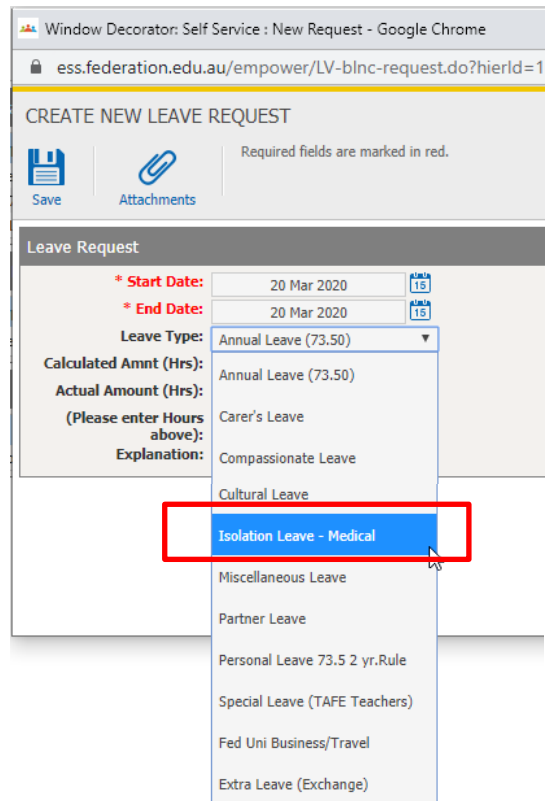 Window Decorator: Self Service : New Request - Google Chrome
ess.federation.edu.au/empower/LV-blnc-request.do?hierId=1
CREATE NEW LEAVE REQUEST
Required fields are marked in red.
Save
Attachments
Leave Request
* Start Date: 20 Mar 2020 15
* End Date: 20 Mar 2020 15
Leave Type: Annual Leave (73.50)
Calculated Amnt (Hrs):
Actual Amount (Hrs):
(Please enter Hours
above):
Explanation:
Annual Leave (73.50)
Carer's Leave
Compassionate Leave
Cultural Leave
Isolation Leave - Medical
Miscellaneous Leave
Partner Leave
Personal Leave 73.5 2 yr.Rule
Special Leave (TAFE Teachers)
Fed Uni Business/Travel
Extra Leave (Exchange)